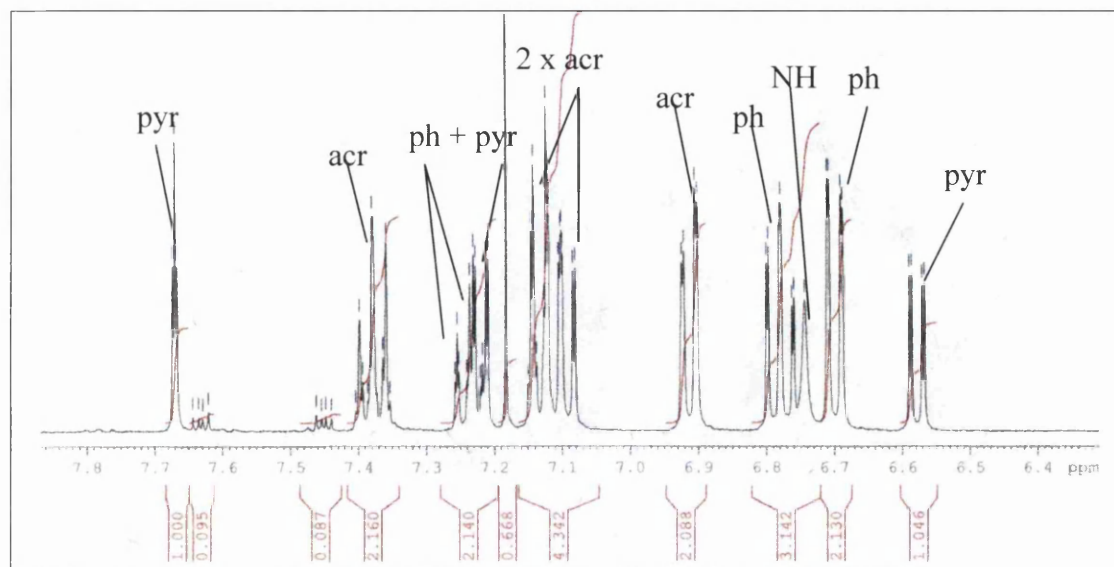 2 x acr
NH
ph
pyr
acr
ph + pyr
acr
ph
pyr
7.8 7.7 7.6 7.5 7.4 7.3 7.2 7.1 7.0 6.9 6.8 6.7 6.6 6.5 6.4 ppm
1.000 0.095 0.087 2.160 2.140 0.668 4.342 2.088 3.142 2.130 1.046